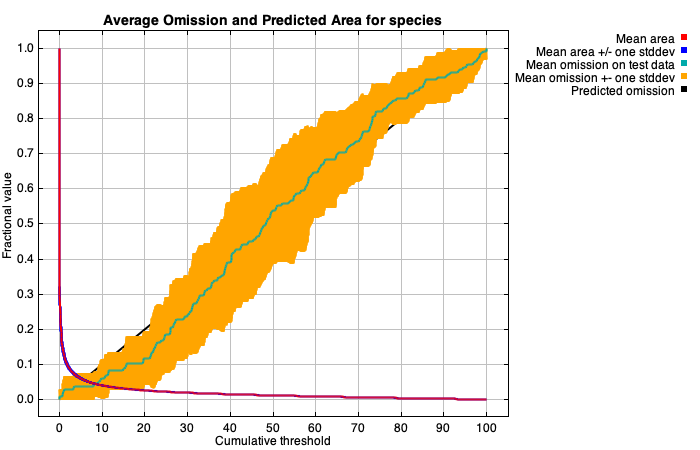 Average Omission and Predicted Area for species
Mean area
Mean area +/- one stddev
Mean omission on test data
Mean omission +- one stddev
Predicted omission
Fractional value
1.0
0.9
0.8
0.7
0.6
0.5
0.4
0.3
0.2
0.1
0.0
0 10 20 30 40 50 60 70 80 90 100
Cumulative threshold